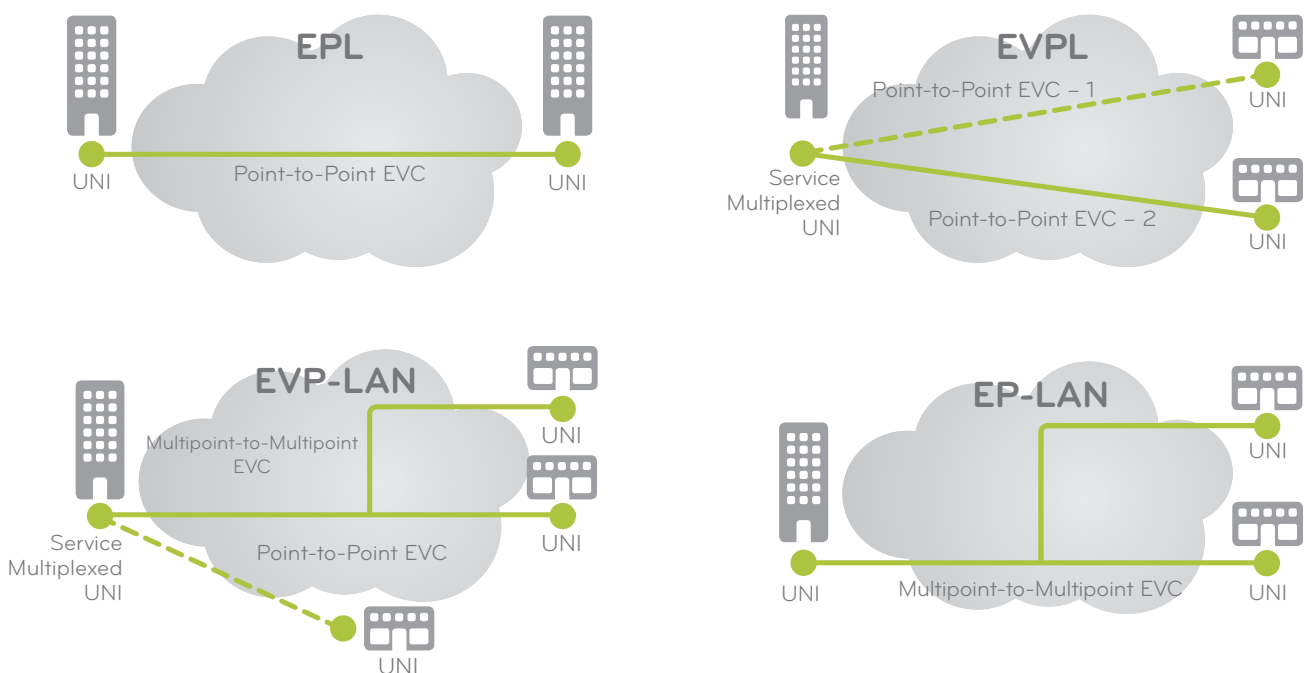 EPL
UNI
Point-to-Point EVC
UNI
EVPL
Point-to-Point EVC – 1
UNI
Service
Multiplexed
UNI
Point-to-Point EVC – 2
UNI
EVP-LAN
Multipoint-to-Multipoint
EVC
UNI
Service
Multiplexed
UNI
Point-to-Point EVC
UNI
UNI
EP-LAN
UNI
UNI
Multipoint-to-Multipoint EVC
UNI